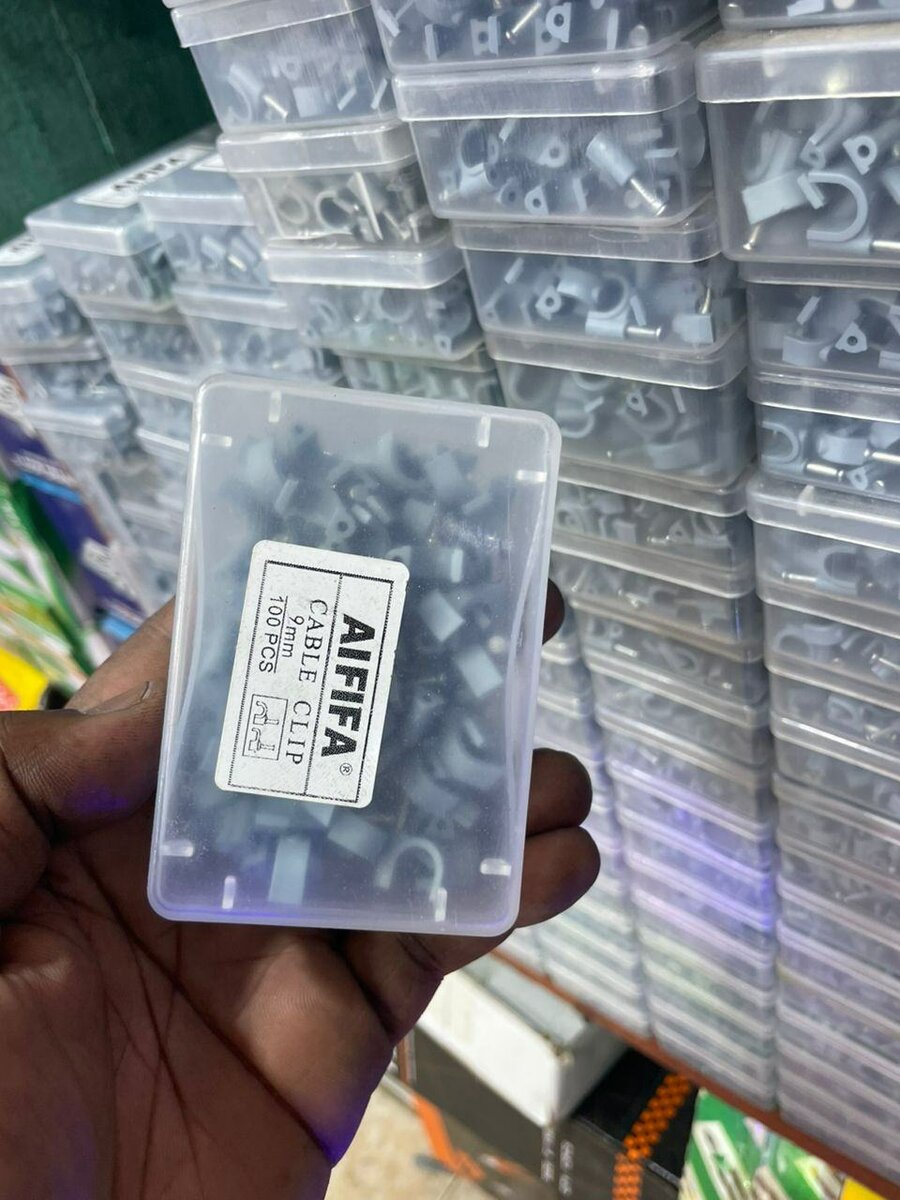 AIFIFA®
CABLE CLIP
9mm
100 PCS